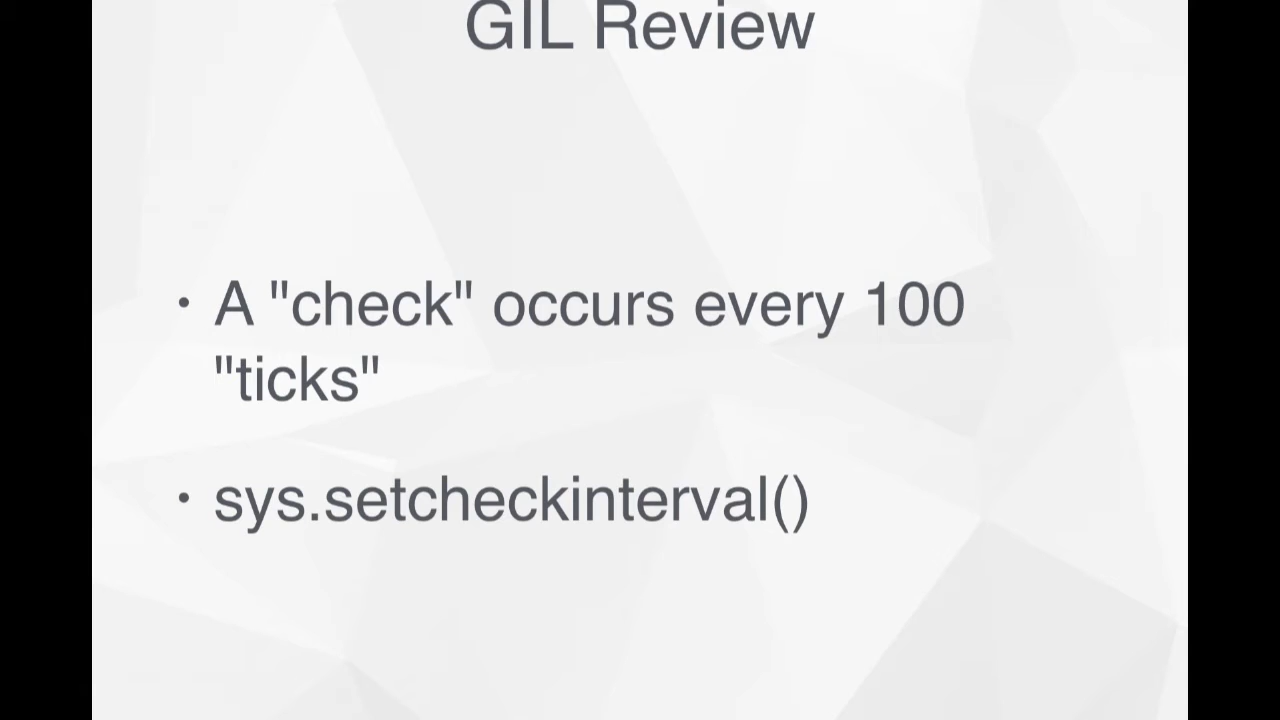 GIL Review
• A "check" occurs every 100
"ticks"
• sys.setcheckinterval()